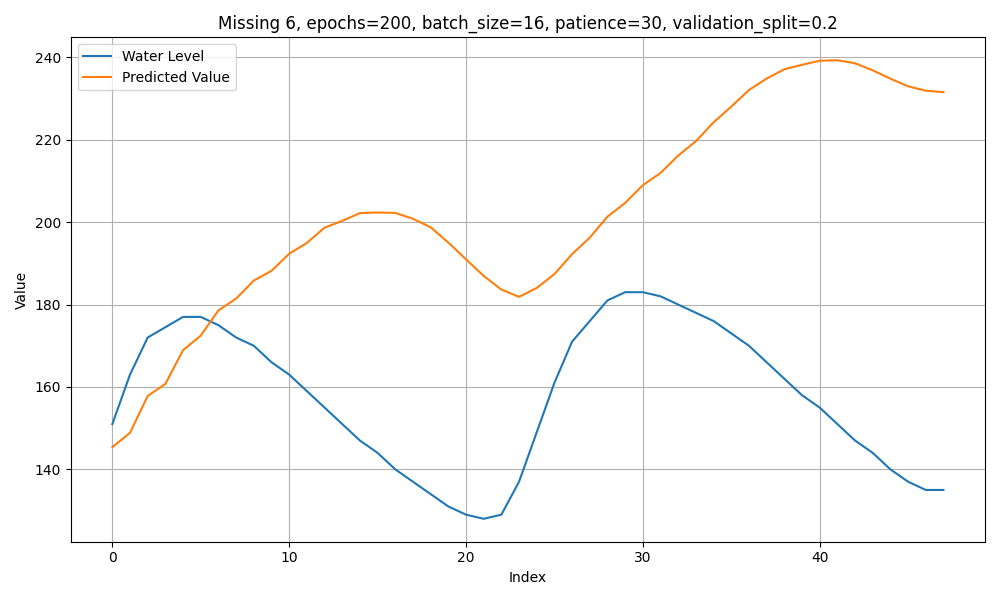 Missing 6, epochs=200, batch_size=16, patience=30, validation_split=0.2
Water Level
Predicted Value
240
220
200
180
160
140
Value
0 10 20 30 40
Index